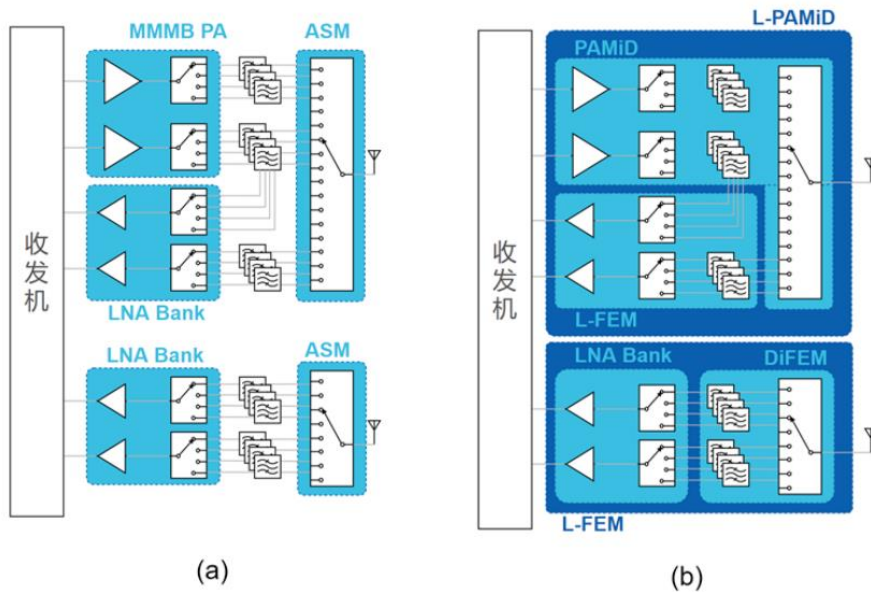 MMMB PA
ASM
收发机
LNA Bank
LNA Bank
ASM
(a)
L-PAMiD
PAMiD
收发机
L-FEM
LNA Bank
DiFEM
L-FEM
(b)